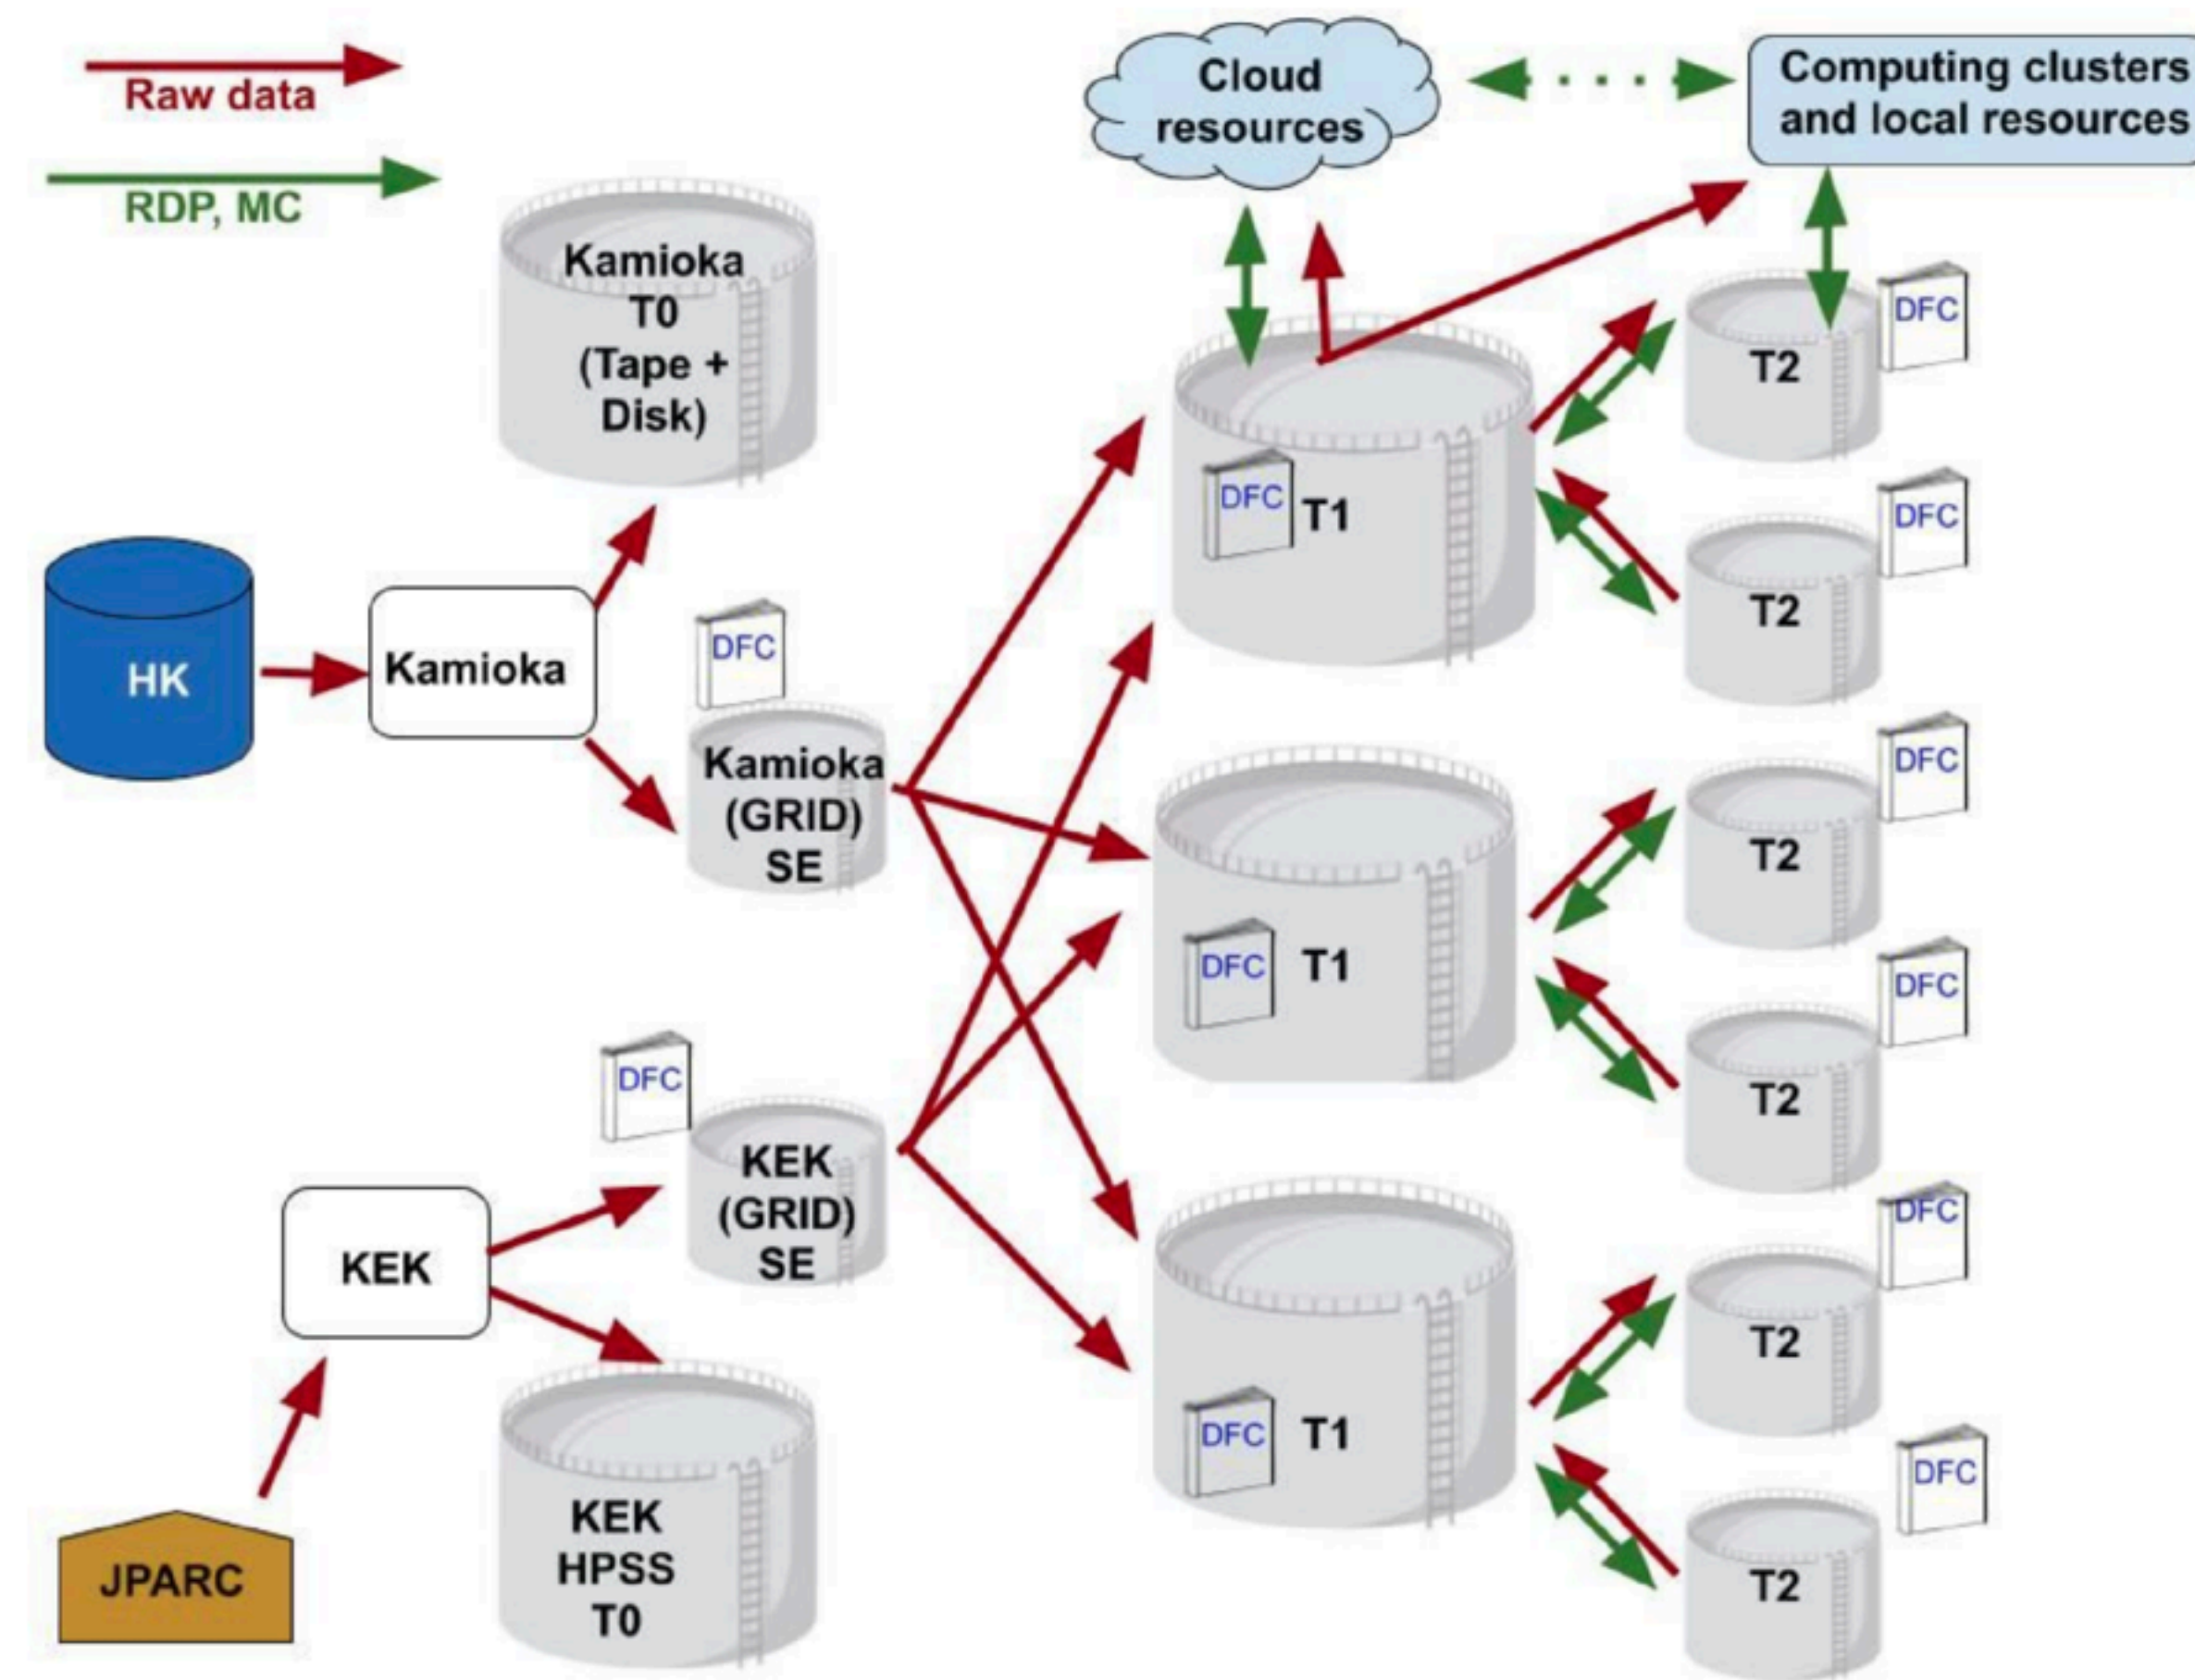 Raw data
RDP, MC
Cloud
resources
Computing clusters
and local resources
Kamioka
T0
(Tape +
Disk)
HK
Kamioka
DFC
Kamioka
(GRID)
SE
DFC
KEK
(GRID)
SE
KEK
JPARC
KEK
HPSS
T0
DFC
T1
DFC
T1
DFC
T1
DFC
T2
DFC
T2
DFC
T2
DFC
T2
DFC
T2
DFC
T2